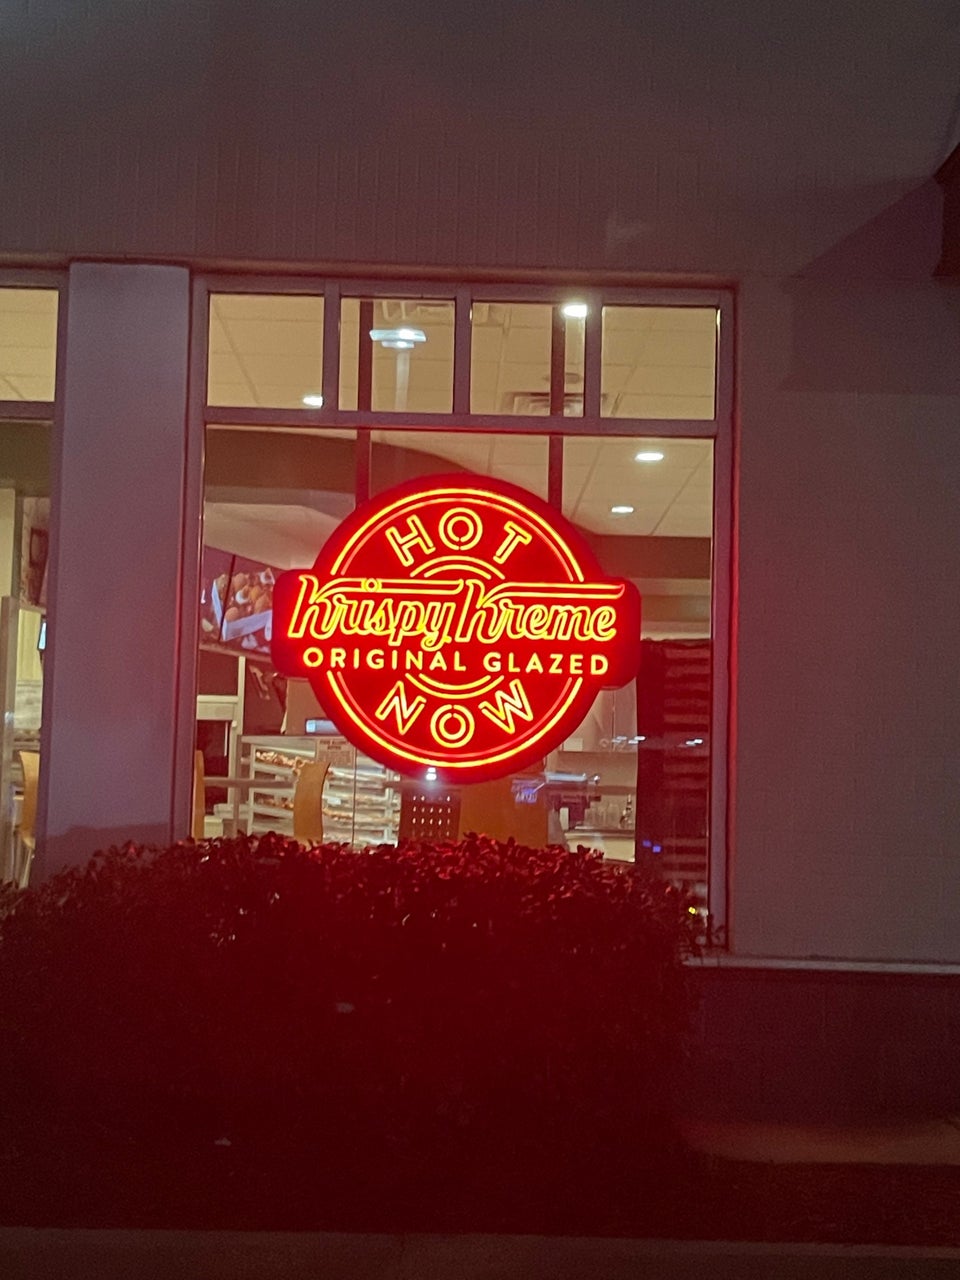 HOT
Krispy Kreme
ORIGINAL GLAZED
NOW